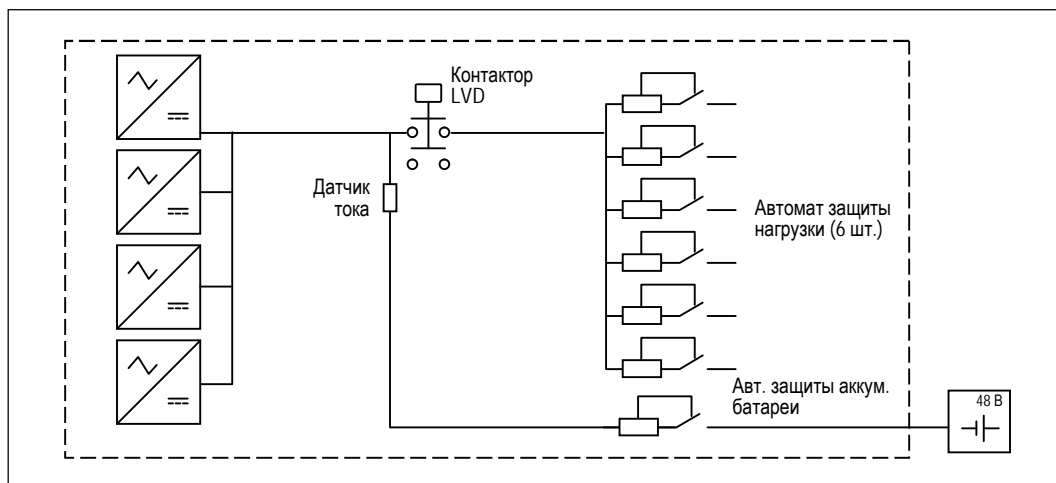 Контактор
LVD
Датчик
тока
Автомат защиты
нагрузки (6 шт.)
Авт. защиты аккум.
батареи
48 В